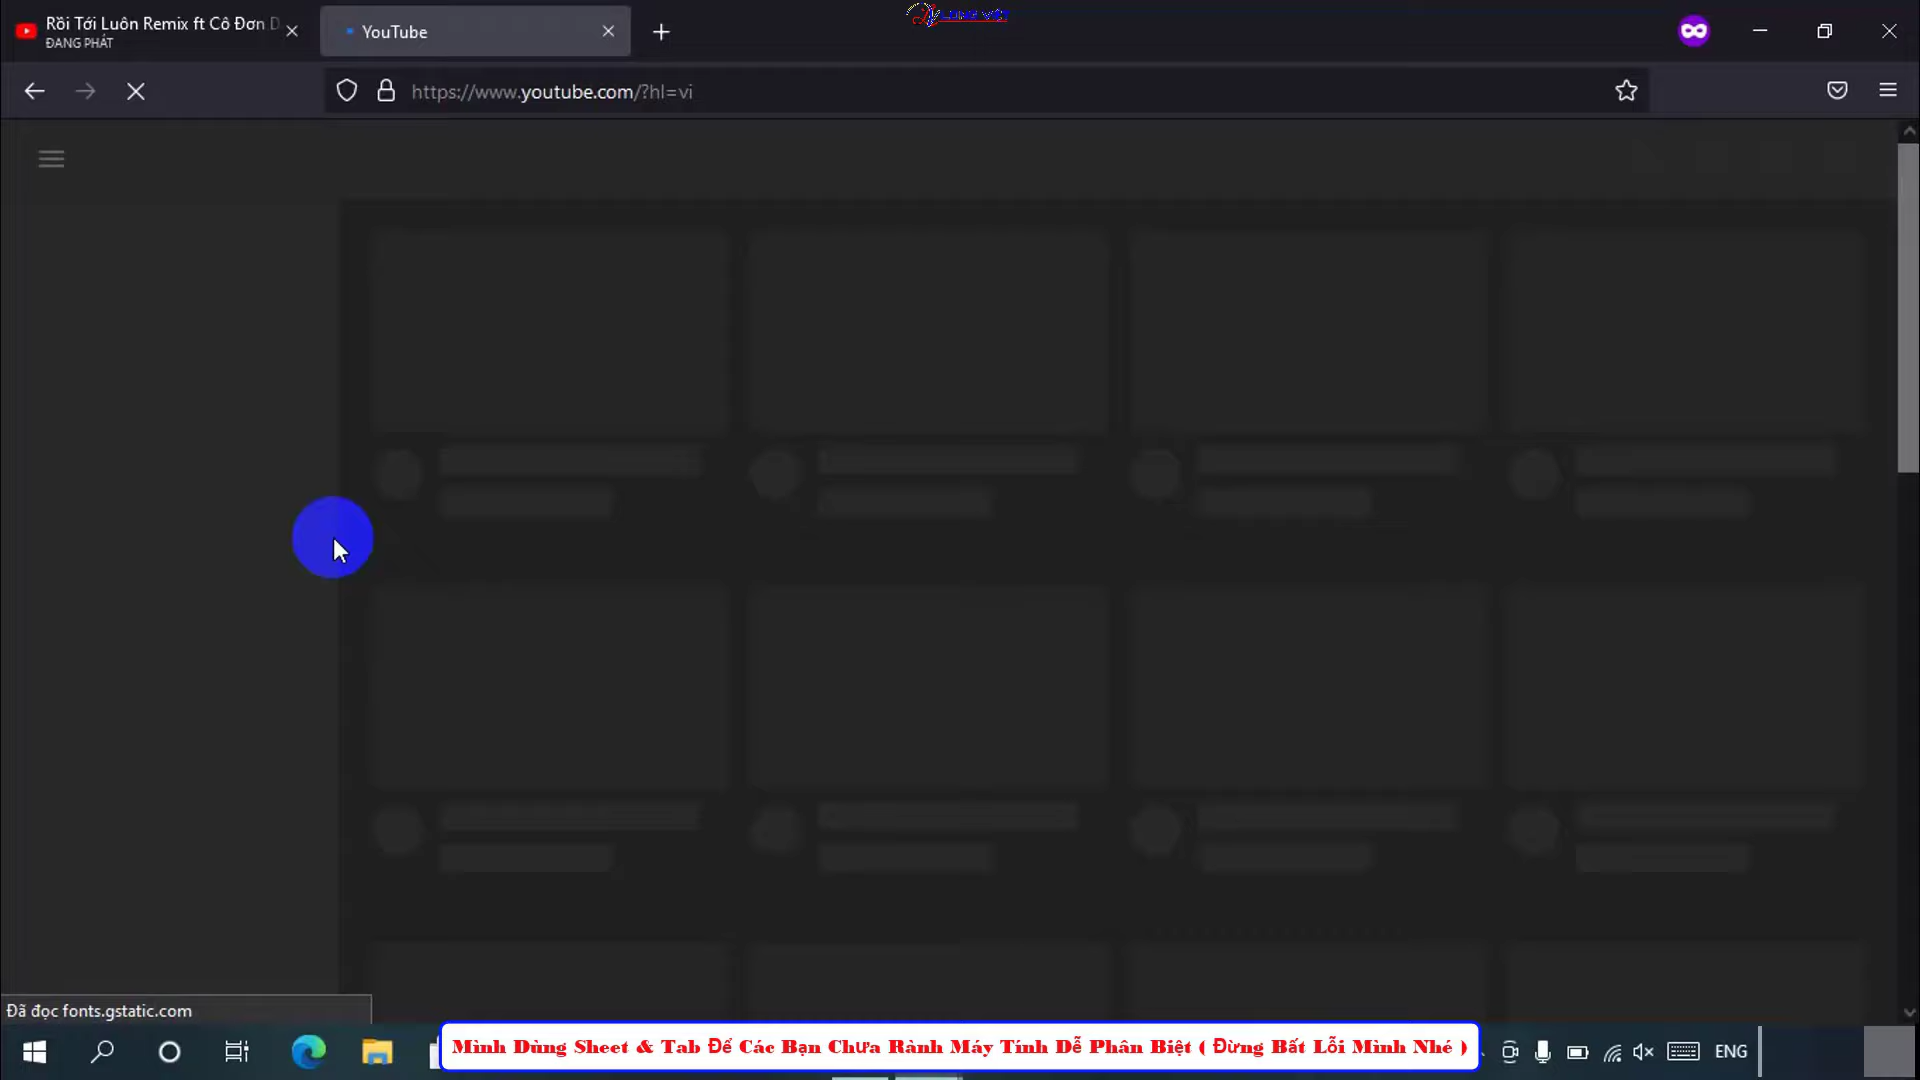 Rồi Tới Luôn Remix ft Cô Đơn D
ĐANG PHÁT
YouTube
https://www.youtube.com/?hl=vi
Đã đọc fonts.gstatic.com
Mình Dùng Sheet & Tab Để Các Bạn Chưa Rành Máy Tính Dễ Phân Biệt ( Đừng Bắt Lỗi Mình Nhé )
ENG